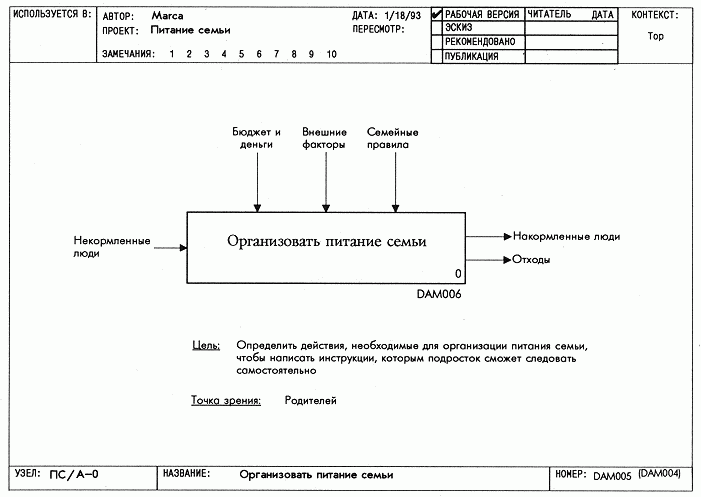 ИСПОЛЬЗУЕТСЯ В:
АВТОР: Marca
ДАТА: 1/18/93
ПРОЕКТ: Питание семьи
ПЕРЕСМОТР:
ЗАМЕЧАНИЯ: 1 2 3 4 5 6 7 8 9 10
✔ РАБОЧАЯ ВЕРСИЯ
ЭСКИЗ
РЕКОМЕНДОВАНО
ПУБЛИКАЦИЯ
ЧИТАТЕЛЬ ДАТА
КОНТЕКСТ:
Top
Бюджет и
деньги
Внешние
факторы
Семейные
правила
Некормленные
люди
Организовать питание семьи
0
Накормленные люди
Отходы
DAM006
Цель: Определить действия, необходимые для организации питания семьи,
чтобы написать инструкции, которым подросток сможет следовать
самостоятельно
Точка зрения: Родителей
УЗЕЛ: ПС/А-0
НАЗВАНИЕ: Организовать питание семьи
НОМЕР: DAM005 (DAM004)